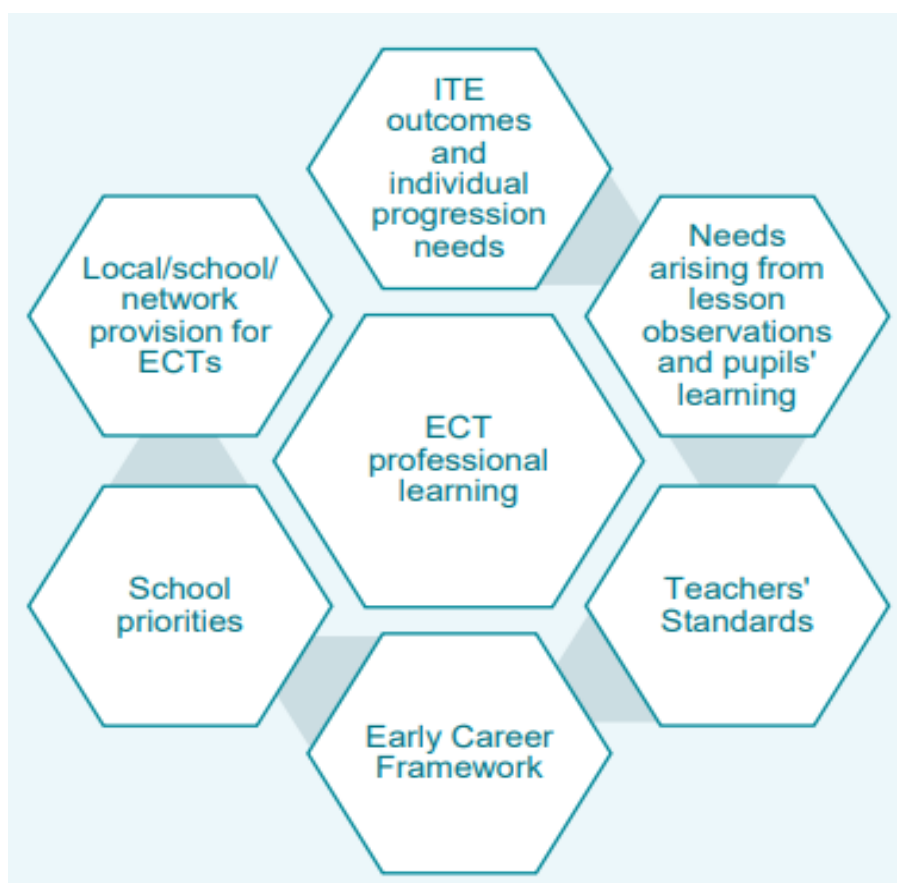 ITE
outcomes
and
individual
progression
needs
Needs
arising from
lesson
observations
and pupils'
learning
Teachers'
Standards
Early Career
Framework
School
priorities
Local/school/
network
provision for
ECTs
ECT
professional
learning